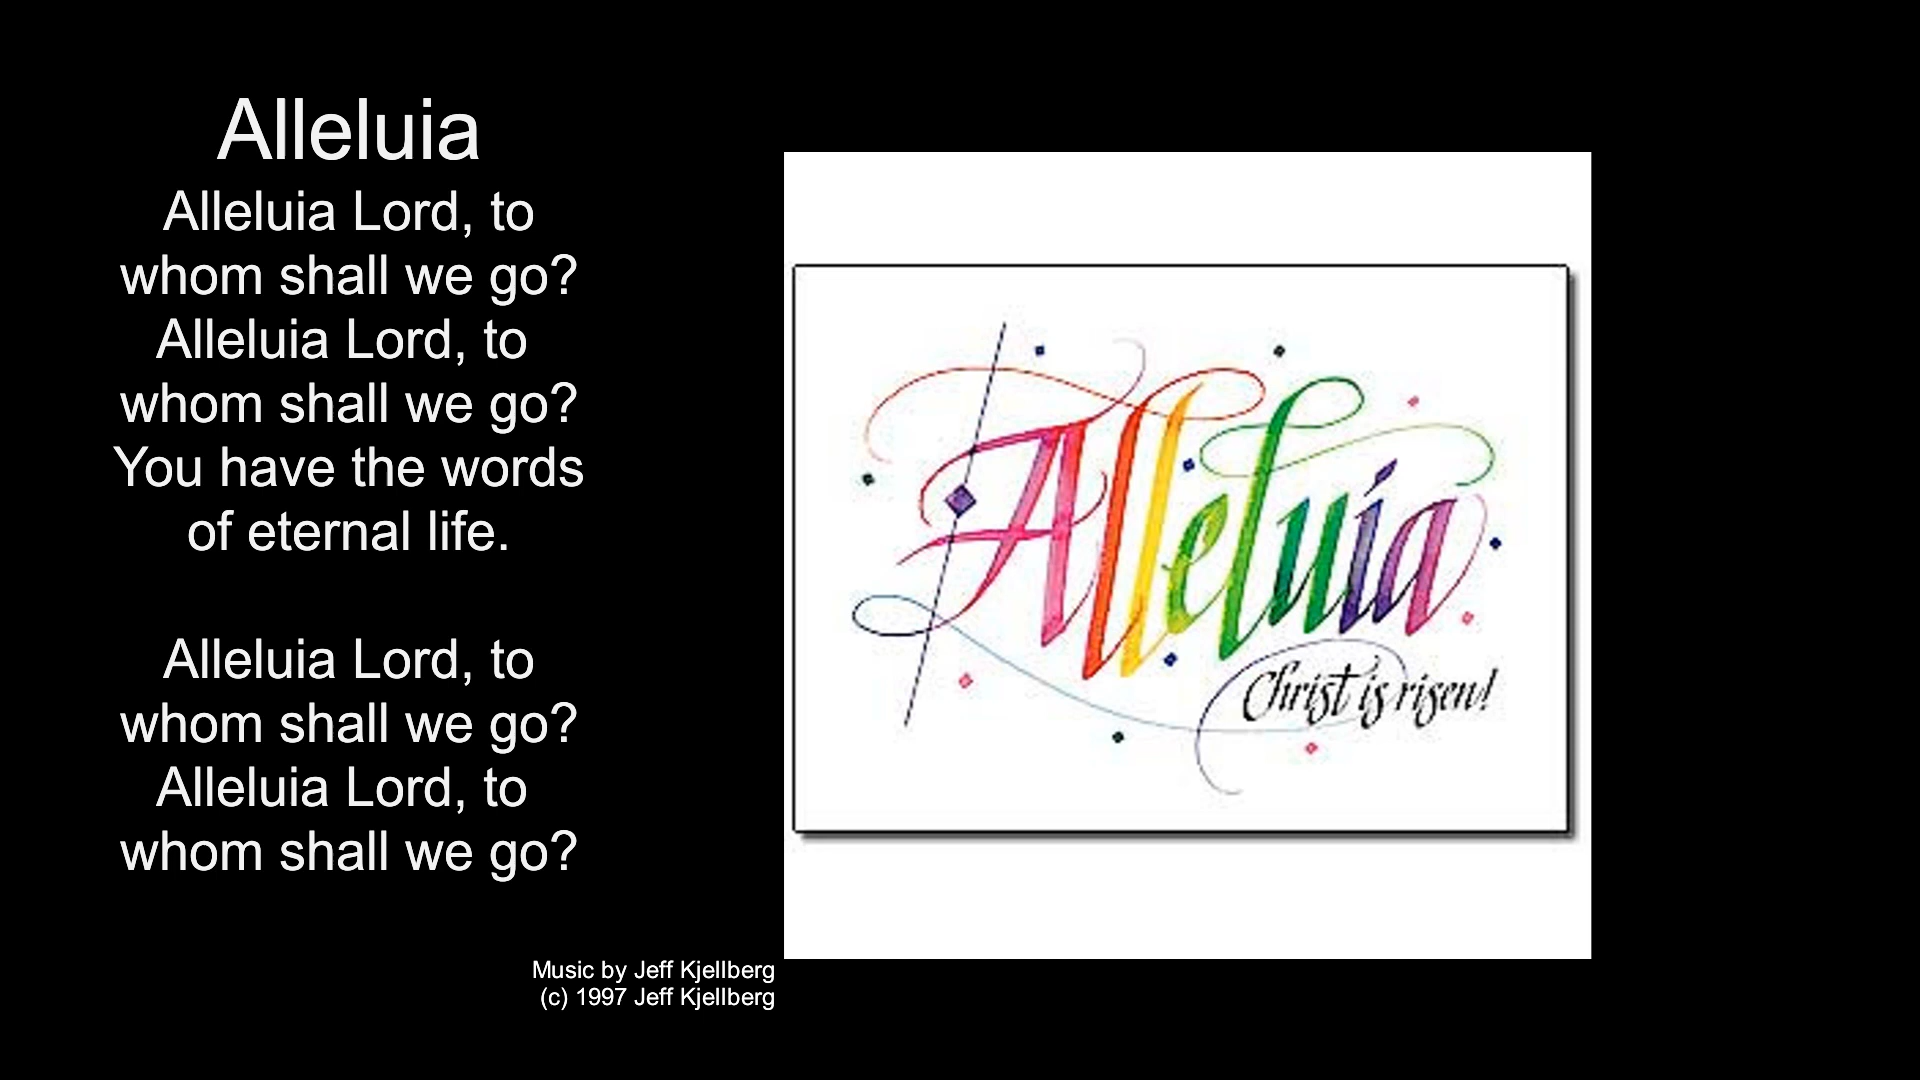 Alleluia
Alleluia Lord, to
whom shall we go?
Alleluia Lord, to
whom shall we go?
You have the words
of eternal life.
Alleluia Lord, to
whom shall we go?
Alleluia Lord, to
whom shall we go?
Music by Jeff Kjellberg
(c) 1997 Jeff Kjellberg
Alleluia
Christ is risen!